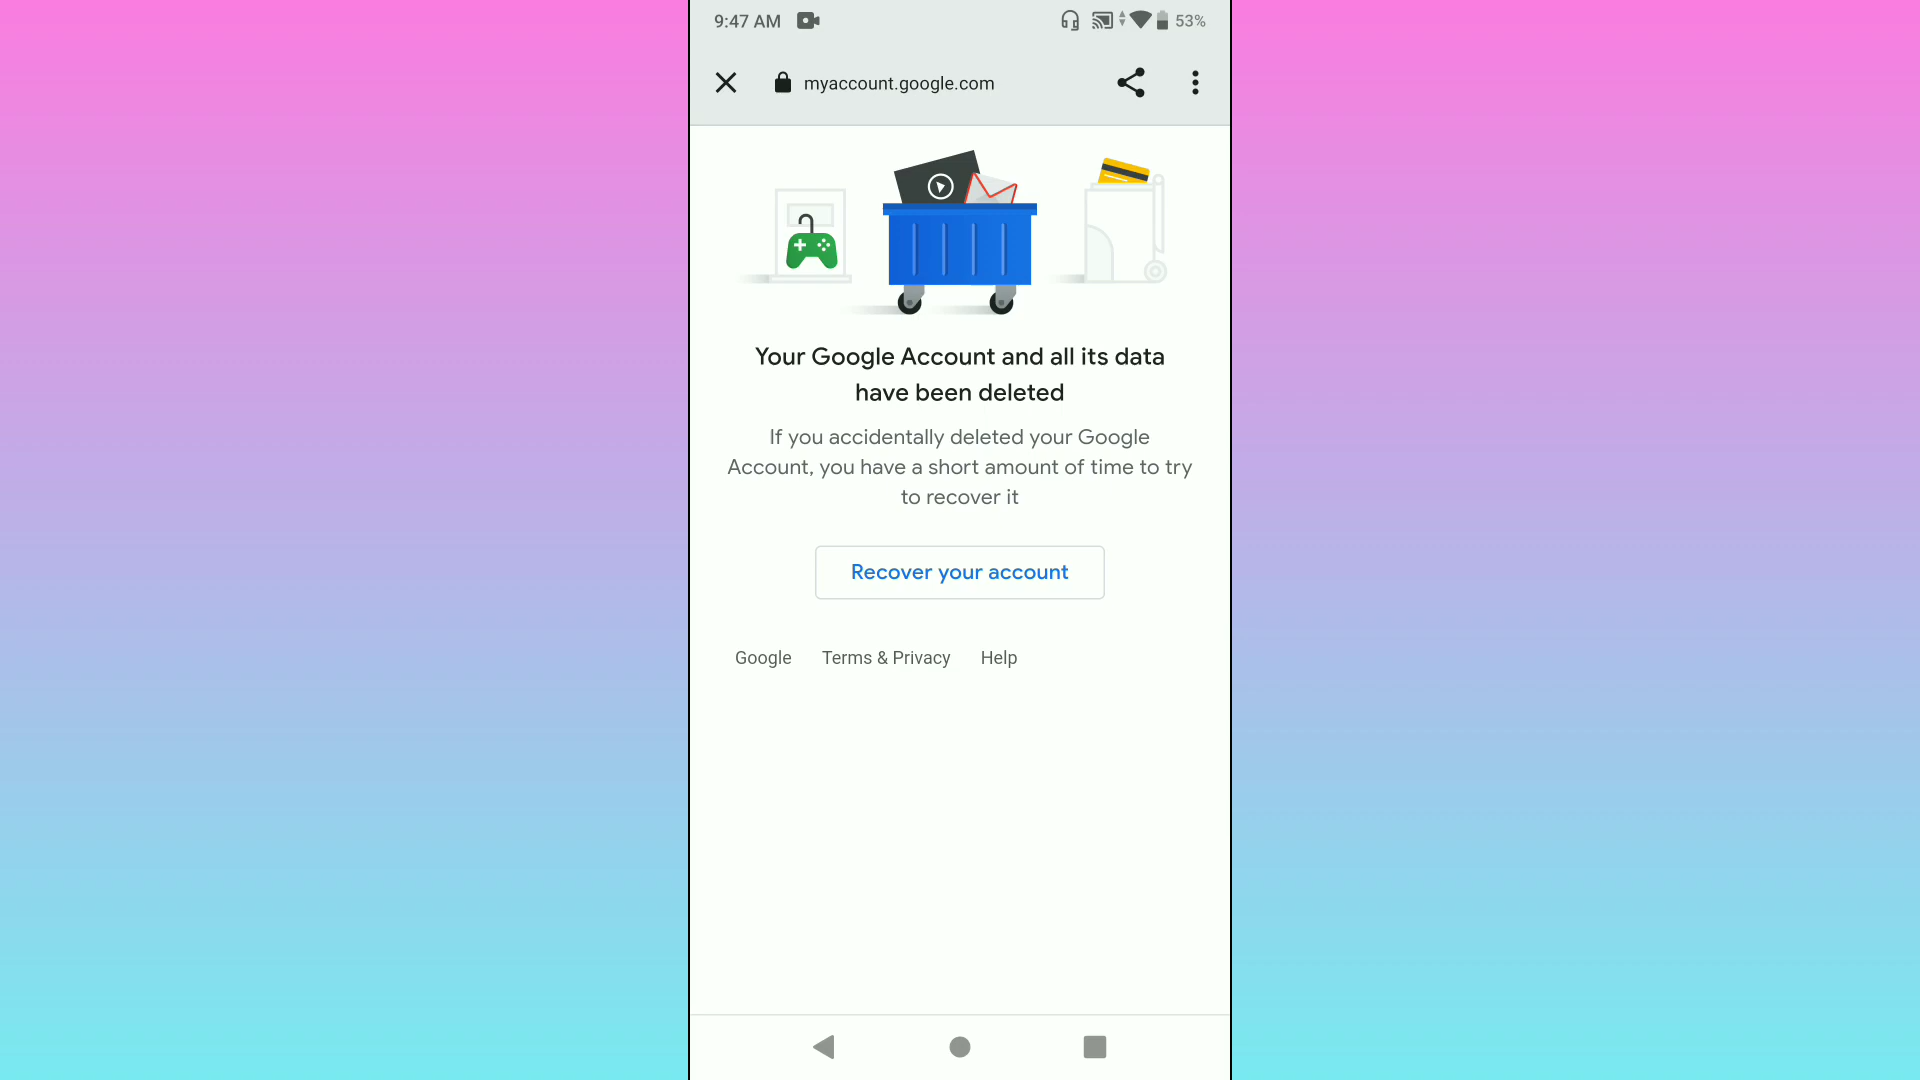 9:47 AM 53%
myaccount.google.com
Your Google Account and all its data
have been deleted
If you accidentally deleted your Google
Account, you have a short amount of time to try
to recover it
Recover your account
Google Terms & Privacy Help